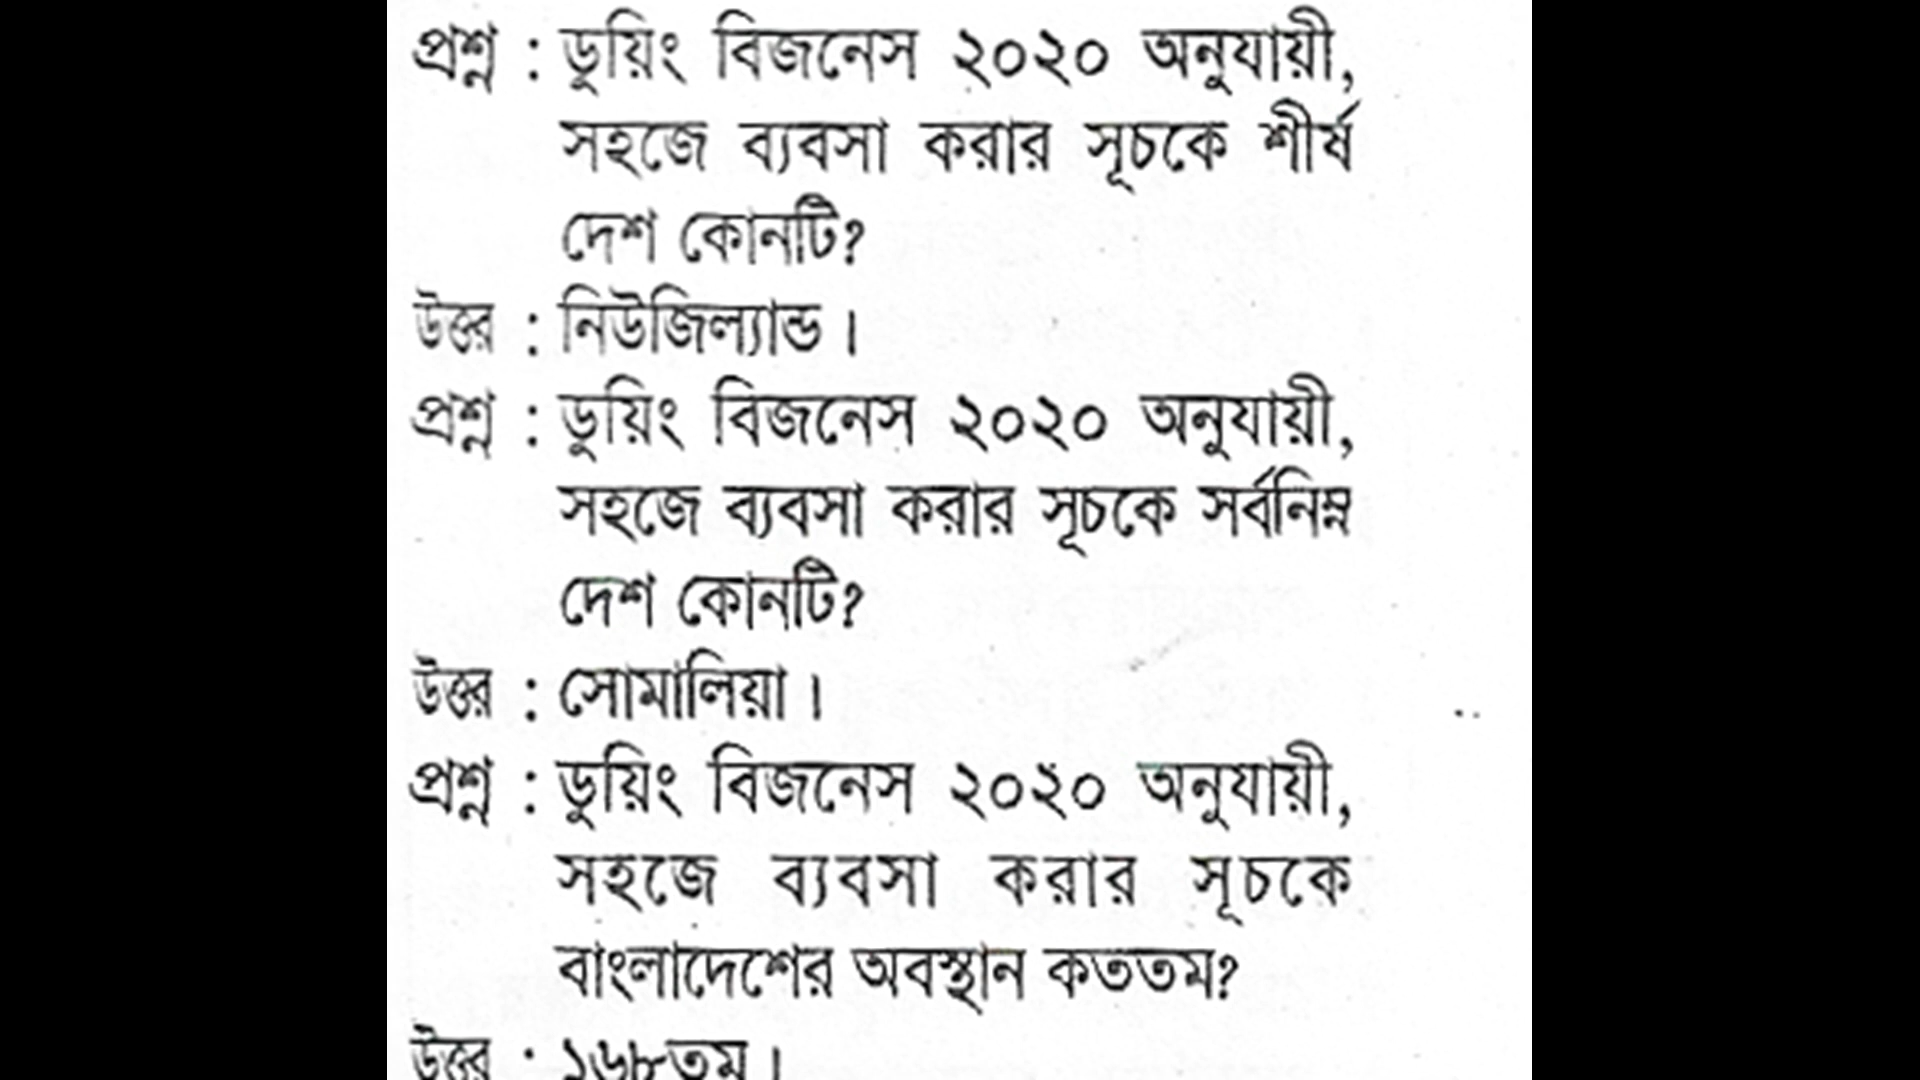 প্রশ্ন : ডুয়িং বিজনেস ২০২০ অনুযায়ী,
সহজে ব্যবসা করার সূচকে শীর্ষ
দেশ কোনটি?
উত্তর : নিউজিল্যান্ড।
প্রশ্ন : ডুয়িং বিজনেস ২০২০ অনুযায়ী,
সহজে ব্যবসা করার সূচকে সর্বনিম্ন
দেশ কোনটি?
উত্তর : সোমালিয়া।
প্রশ্ন : ডুয়িং বিজনেস ২০২০ অনুযায়ী,
সহজে ব্যবসা করার সূচকে
বাংলাদেশের অবস্থান কততম?
উত্তর : ১৬৮তম।